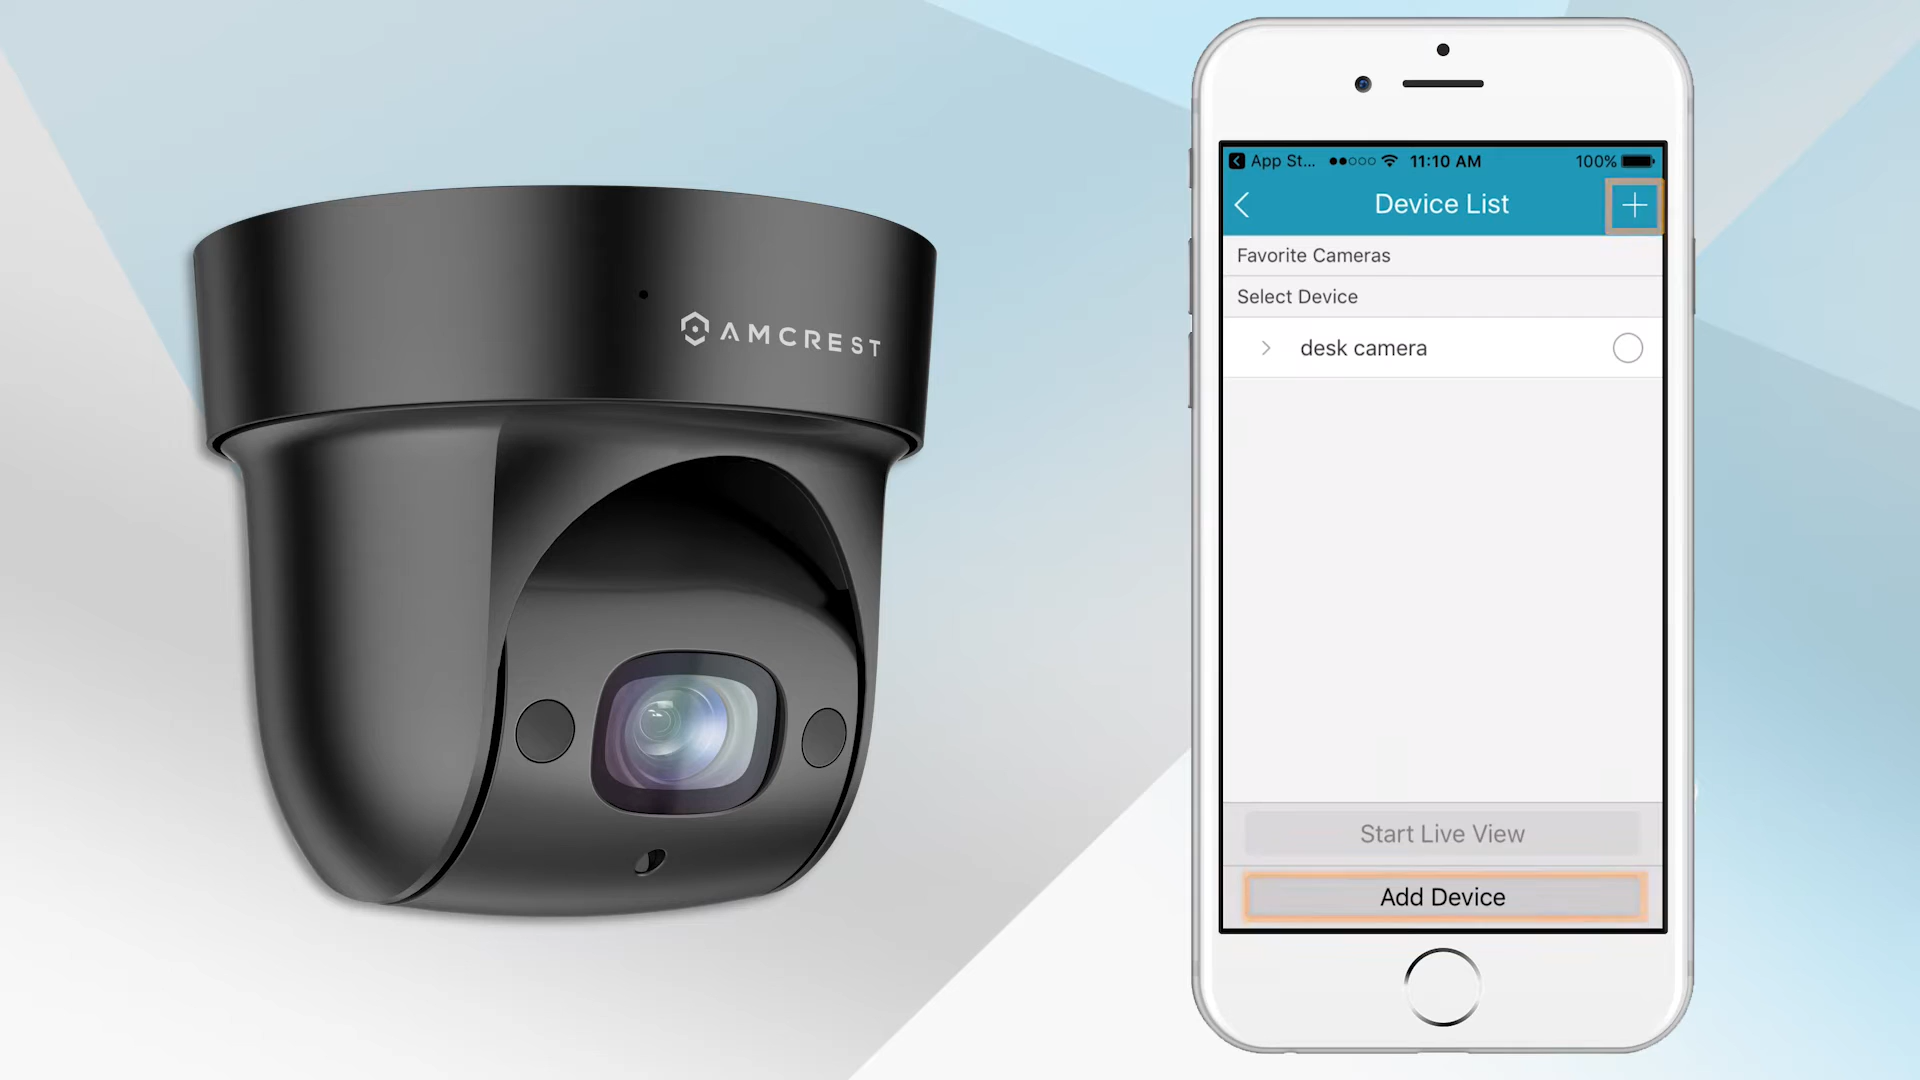 AMCREST
App St... 11:10 AM 100%
Device List
Favorite Cameras
Select Device
desk camera
Start Live View
Add Device